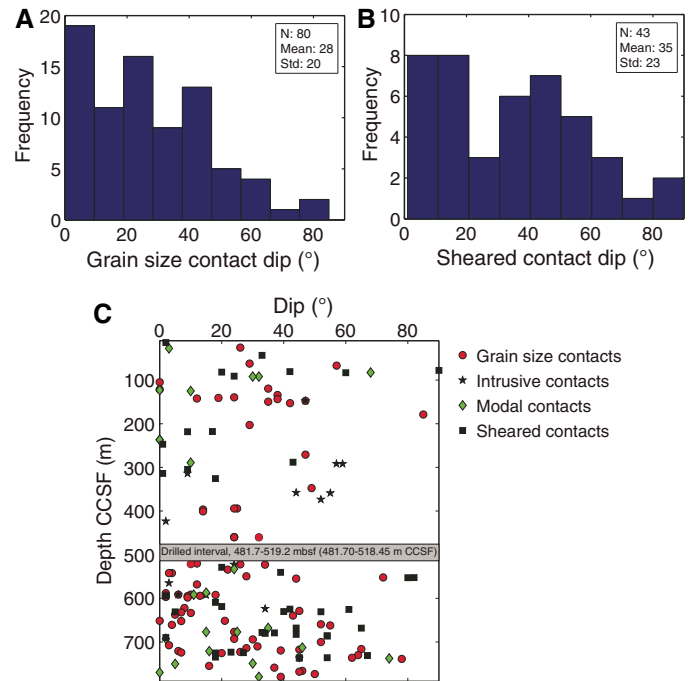 A
20
15
10
5
0
Frequency
N: 80
Mean: 28
Std: 20
0 20 40 60 80
Grain size contact dip (°)
B
10
8
6
4
2
0
Frequency
N: 43
Mean: 35
Std: 23
0 20 40 60 80
Sheared contact dip (°)
C
Dip (°)
0 20 40 60 80
Depth CCSF (m)
100
200
300
400
500
600
700
Drilled interval, 481.7-519.2 mbsf (481.70-518.45 m CCSF)
Grain size contacts
Intrusive contacts
Modal contacts
Sheared contacts